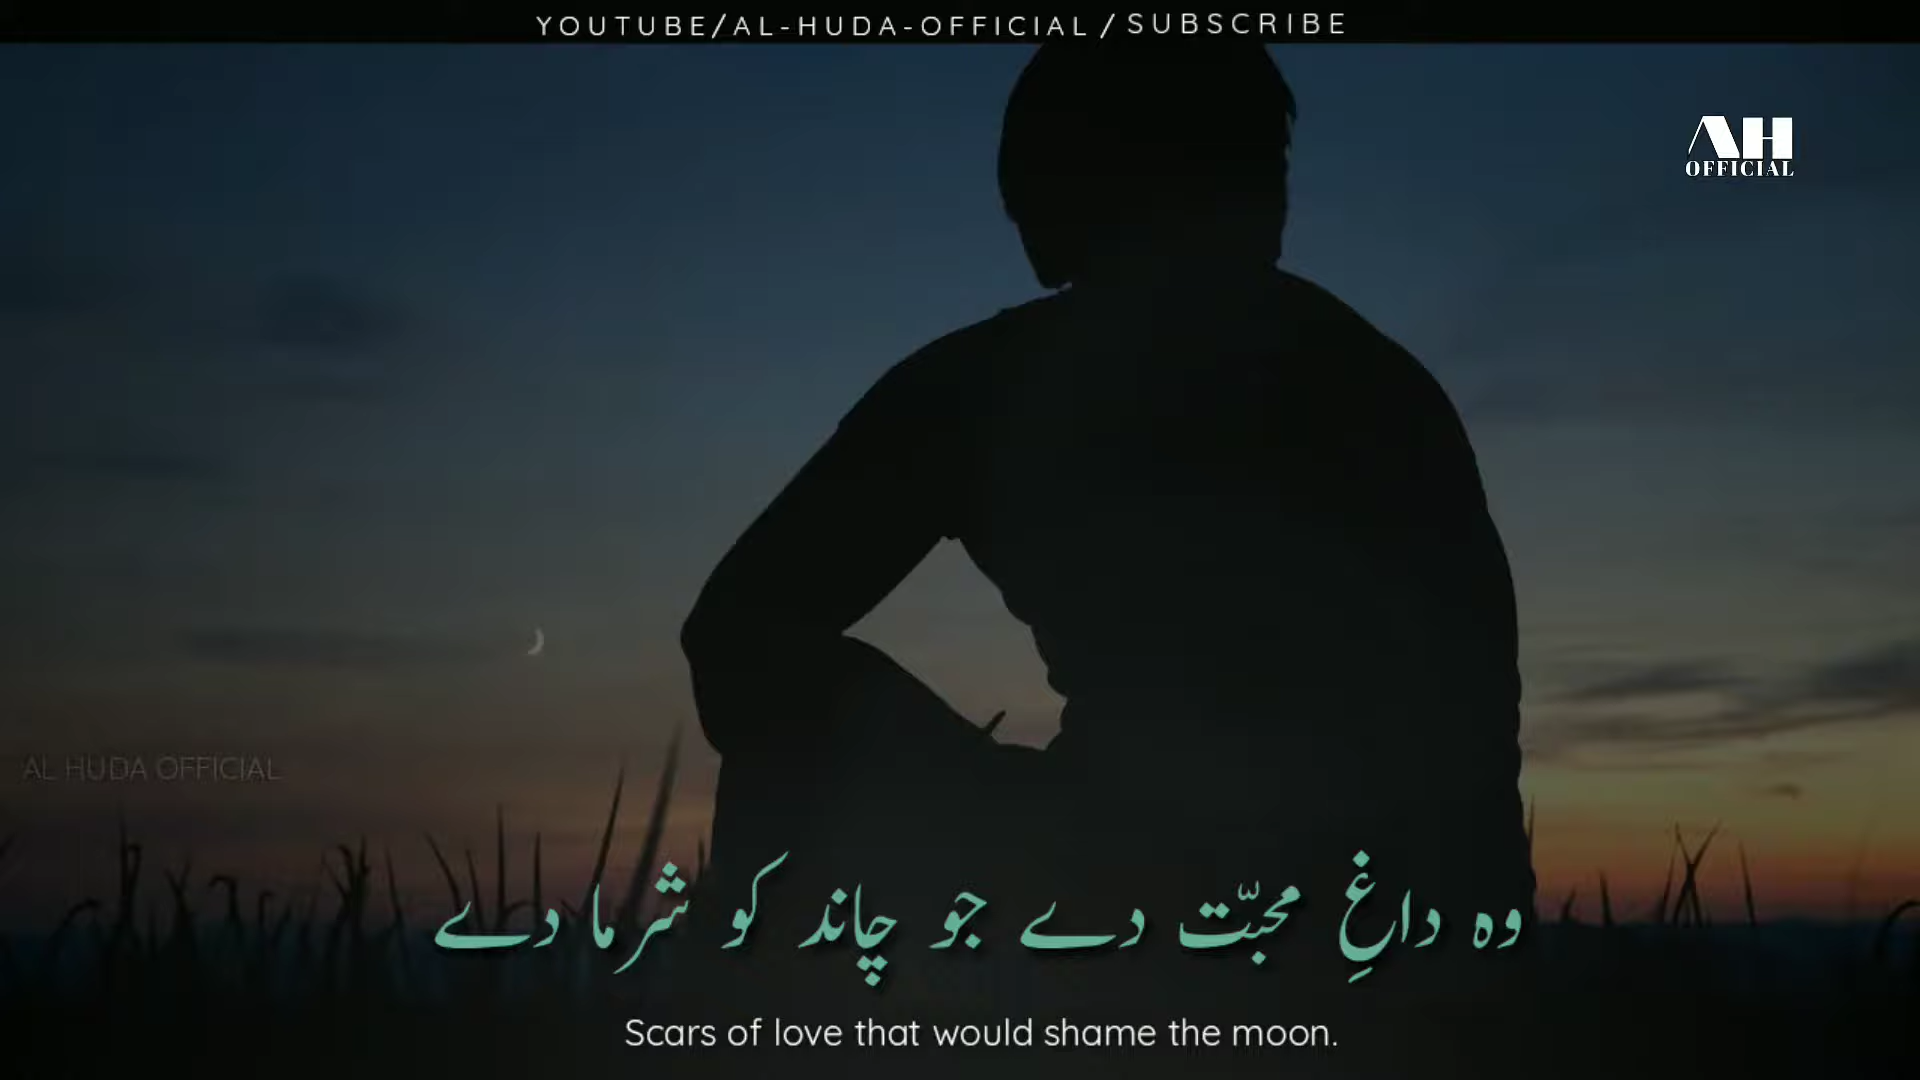 YOUTUBE/AL-HUDA-OFFICIAL / SUBSCRIBE
AH
OFFICIAL
AL HUDA OFFICIAL
وہ داغِ محبّت دے جو چاند کو شرما دے
Scars of love that would shame the moon.